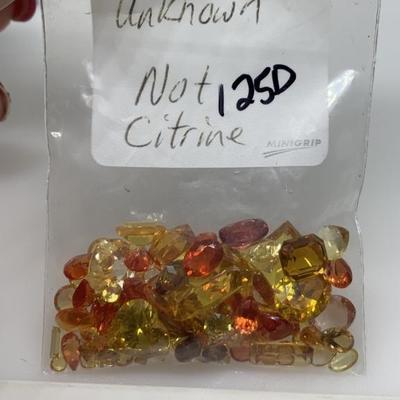 Unknown
Not 125D
Citrine
MINIGRIP